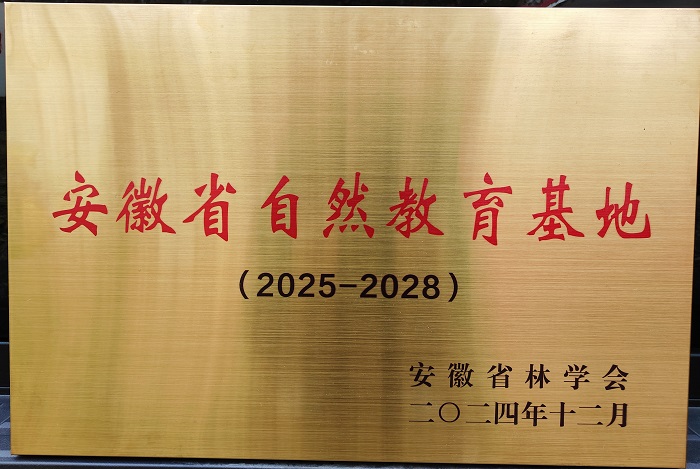 安徽省自然教育基地
（2025-2028）
安徽省林学会
二〇二四年十二月